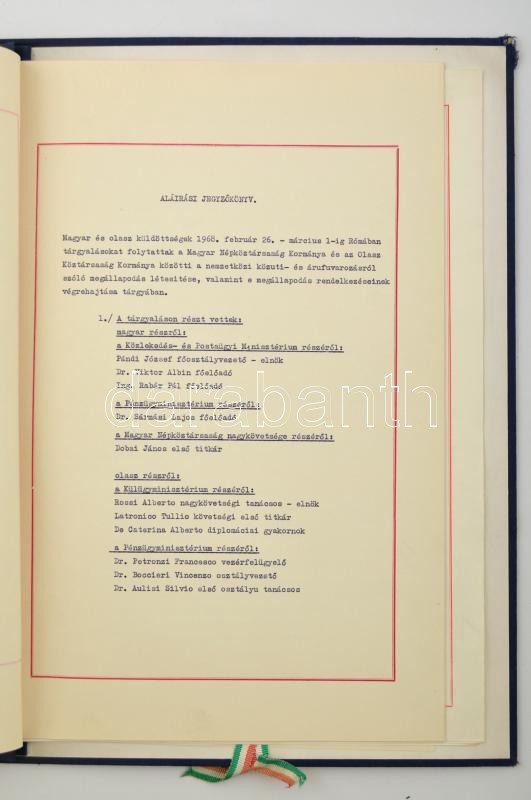 ALÁIRÁSI JEGYZŐKÖNYV.
Magyar és olasz küldöttségek 1968. február 26. - március 1-ig Rómában
tárgyalásokat folytattak a Magyar Népköztársaság Kormánya és az Olasz
Köztársaság Kormánya közötti a nemzetközi közuti- és árufuvarozásról
szóló megállapodás létesitése, valamint e megállapodás rendelkezéseinek
végrehajtása tárgyában.
1./ A tárgyaláson részt vettek:
magyar részről:
a Közlekedés- és Postaügyi Minisztérium részéről:
Pándi József főosztályvezető - elnök
Dr. Tiktor Albin főelőadó
Ing. Rabár Pál főelőadó
a Pénzügyminisztérium részéről:
Dr. Sármási Lajos főelőadó
a Magyar Népköztársaság nagykövetsége részéről:
Dobai János első titkár
olasz részről:
a Külügyminisztérium részéről:
Rossi Alberto nagykövetségi tanácsos - elnök
Latronico Tullio követségi első titkár
De Caterina Alberto diplomáciai gyakornok
a Pénzügyminisztérium részéről:
Dr. Petronzi Francesco vezérfelügyelő
Dr. Boccieri Vincenzo osztályvezető
Dr. Aulisi Silvio első osztályu tanácsos
darabanth